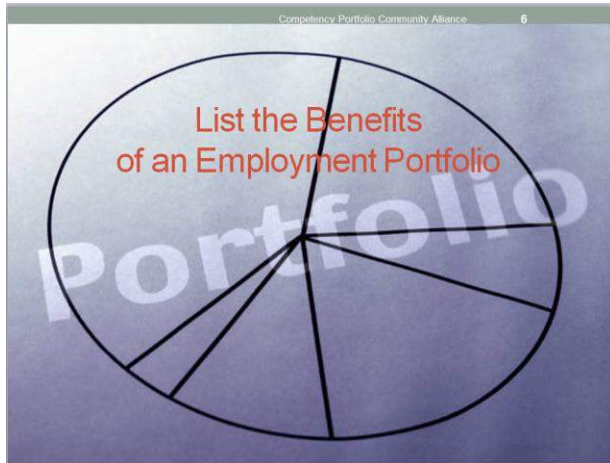 Competency Portfolio Community Alliance 6
List the Benefits
of an Employment Portfolio
Portfolio